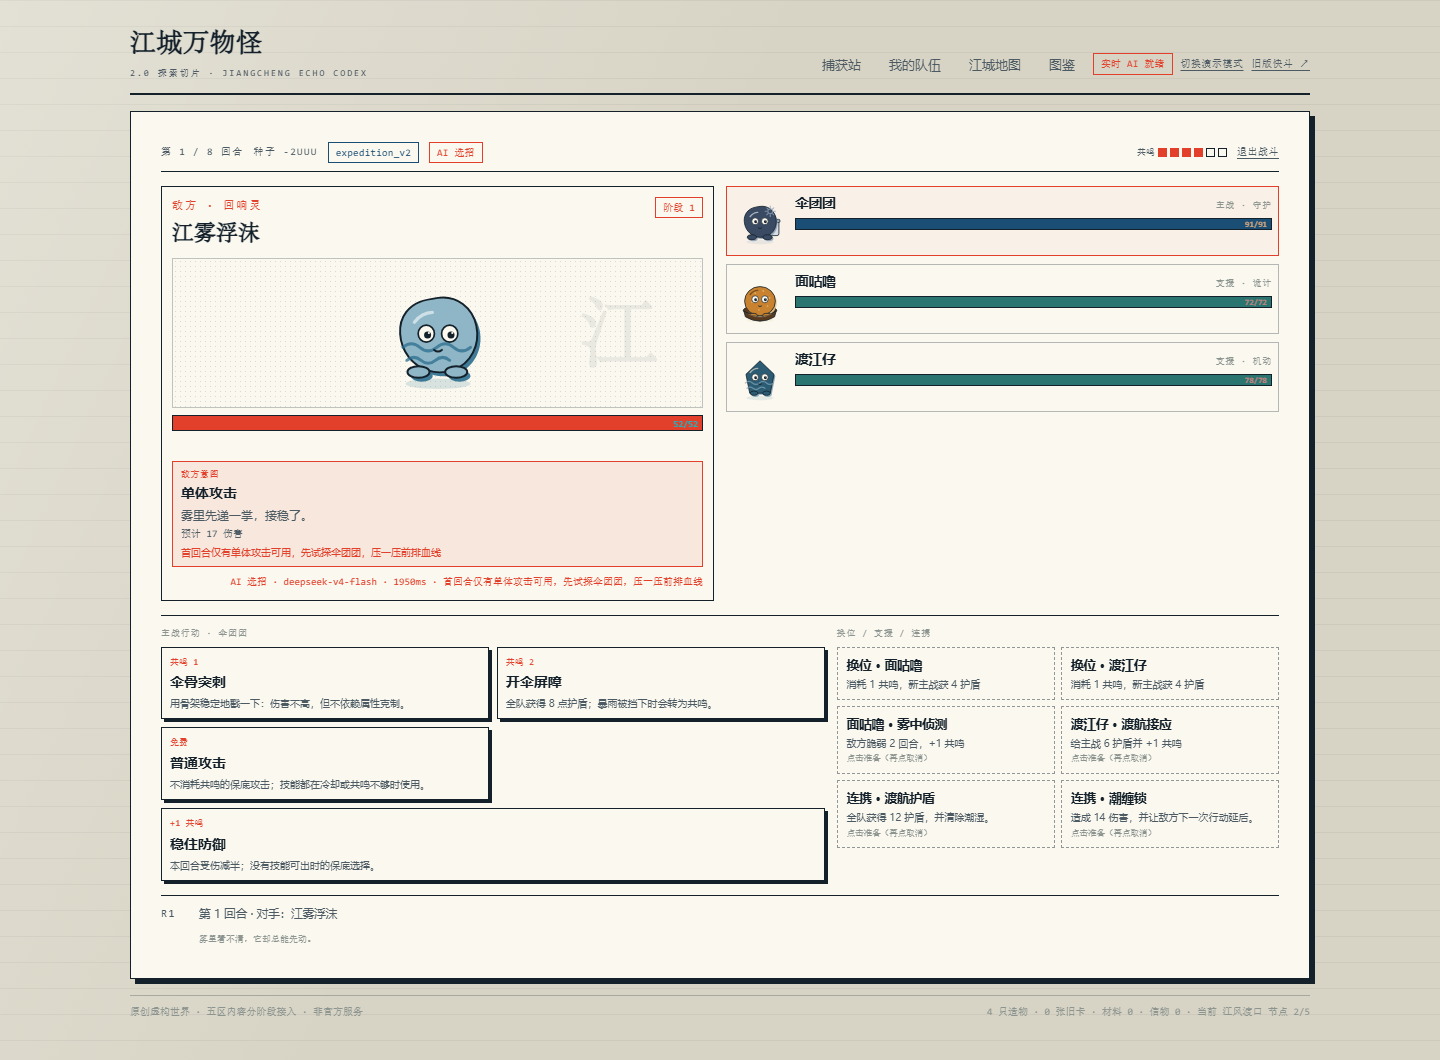 江城万物怪
2.0 探索切片 · JIANGCHENG ECHO CODEX
捕获站 我的队伍 江城地图 图鉴 实时 AI 就绪 切换演示模式 旧版快斗 ↗
第 1 / 8 回合 种子 -2UUU expedition_v2 AI 选招
共鸣 退出战斗
敌方 · 回响灵
阶段 1
江雾浮沫
江
52/52
敌方意图
单体攻击
雾里先递一掌，接稳了。
预计 17 伤害
首回合仅有单体攻击可用，先试探伞团团，压一压前排血线
AI 选招 · deepseek-v4-flash · 1950ms · 首回合仅有单体攻击可用，先试探伞团团，压一压前排血线
伞团团
主战 · 守护
91/91
面咕噜
支援 · 诡计
72/72
渡江仔
支援 · 机动
78/78
主战行动 · 伞团团
共鸣 1
伞骨突刺
用骨架稳定地戳一下：伤害不高，但不依赖属性克制。
共鸣 2
开伞屏障
全队获得 8 点护盾；暴雨被挡下时会转为共鸣。
免费
普通攻击
不消耗共鸣的保底攻击；技能都在冷却或共鸣不够时使用。
+1 共鸣
稳住防御
本回合受伤减半；没有技能可出时的保底选择。
换位 / 支援 / 连携
换位 · 面咕噜
消耗 1 共鸣，新主战获 4 护盾
换位 · 渡江仔
消耗 1 共鸣，新主战获 4 护盾
面咕噜 · 雾中侦测
敌方脆弱 2 回合，+1 共鸣
点击准备（再点取消）
渡江仔 · 渡航接应
给主战 6 护盾并 +1 共鸣
点击准备（再点取消）
连携 · 渡航护盾
全队获得 12 护盾，并清除潮湿。
点击准备（再点取消）
连携 · 潮缠锁
造成 14 伤害，并让敌方下一次行动延后。
点击准备（再点取消）
R1 第 1 回合 · 对手：江雾浮沫
雾里看不清，它却总能先动。
原创虚构世界 · 五区内容分阶段接入 · 非官方服务
4 只造物 · 0 张旧卡 · 材料 0 · 信物 0 · 当前 江风渡口 节点 2/5